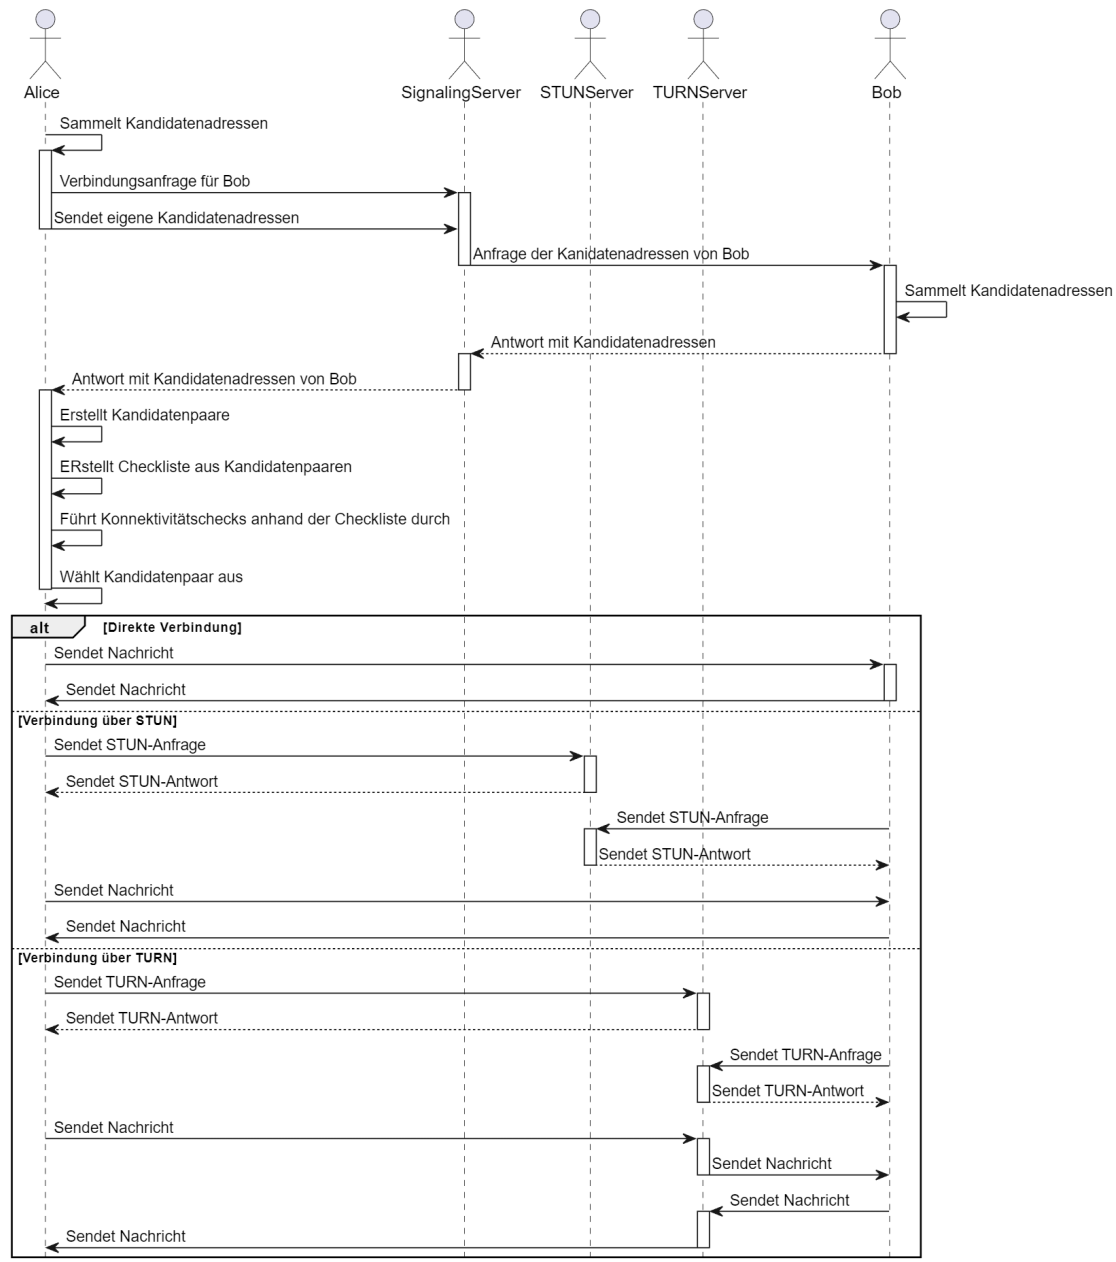 Alice
SignalingServer
STUNServer
TURNServer
Bob
Sammelt Kandidatenadressen
Verbindungsanfrage für Bob
Sendet eigene Kandidatenadressen
Anfrage der Kanidatenadressen von Bob
Sammelt Kandidatenadressen
Antwort mit Kandidatenadressen
Antwort mit Kandidatenadressen von Bob
Erstellt Kandidatenpaare
ERstellt Checkliste aus Kandidatenpaaren
Führt Konnektivitätschecks anhand der Checkliste durch
Wählt Kandidatenpaar aus
alt
[Direkte Verbindung]
Sendet Nachricht
Sendet Nachricht
[Verbindung über STUN]
Sendet STUN-Anfrage
Sendet STUN-Antwort
Sendet STUN-Anfrage
Sendet STUN-Antwort
Sendet Nachricht
Sendet Nachricht
[Verbindung über TURN]
Sendet TURN-Anfrage
Sendet TURN-Antwort
Sendet TURN-Anfrage
Sendet TURN-Antwort
Sendet Nachricht
Sendet Nachricht
Sendet Nachricht
Sendet Nachricht